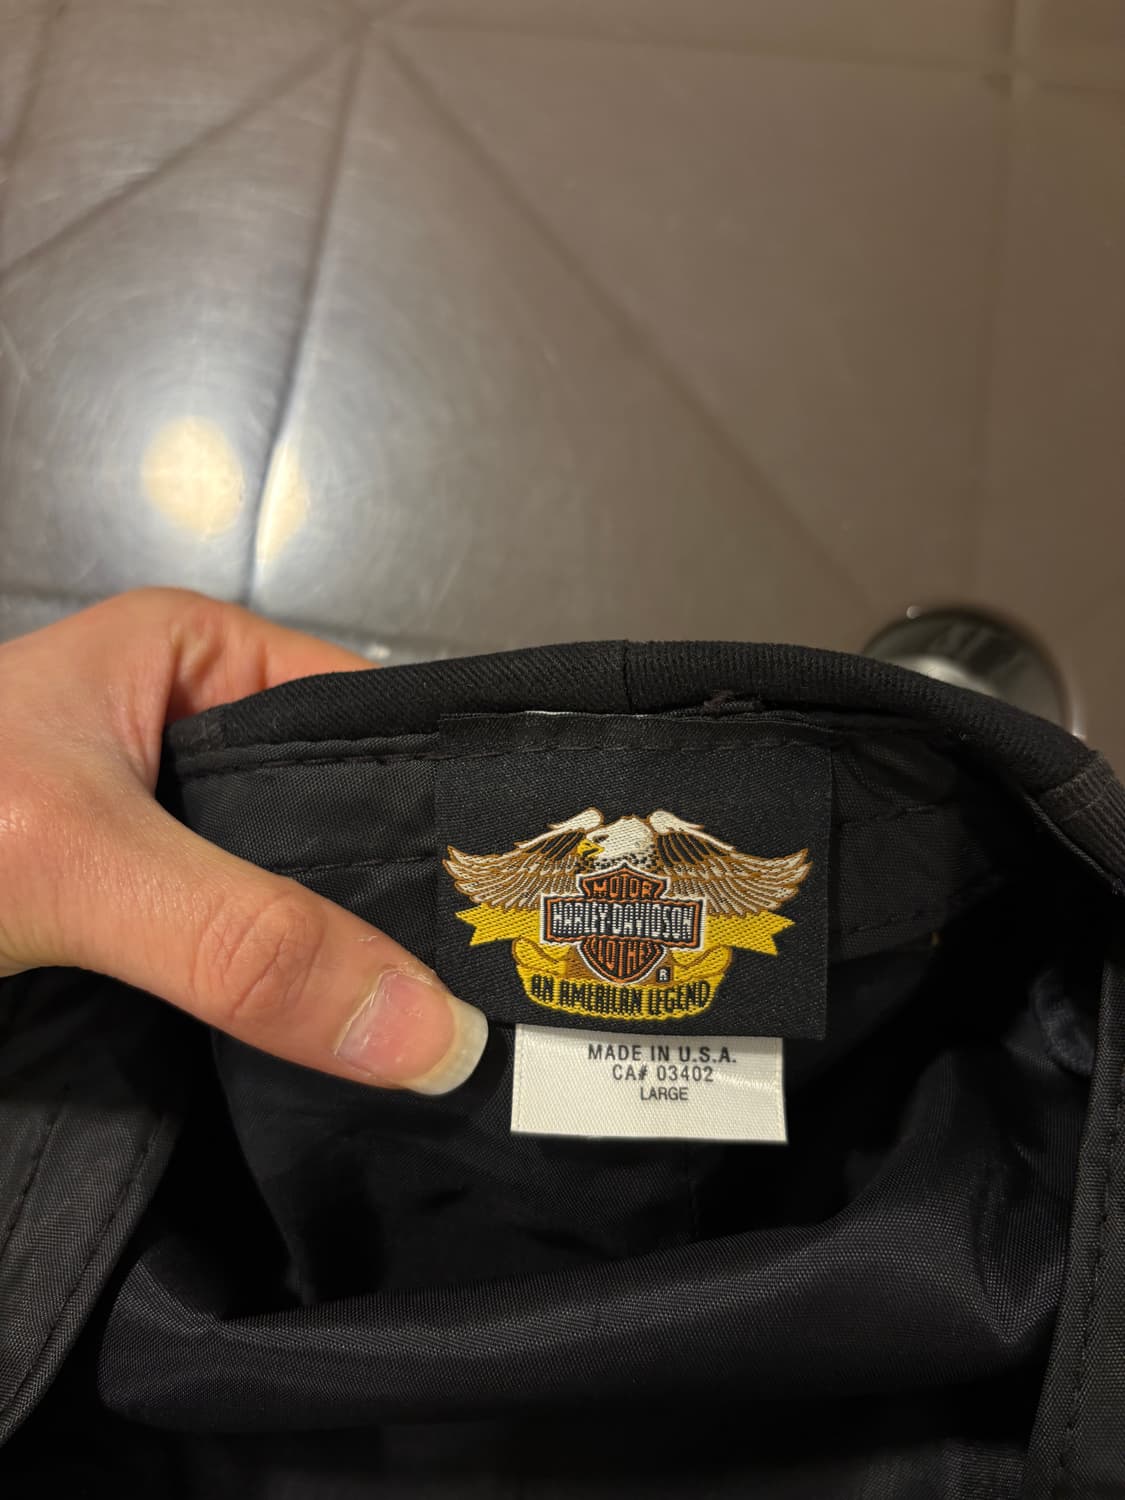 MOTOR
HARLEY-DAVIDSON
CLOTHES
®
AN AMERICAN LEGEND
MADE IN U.S.A.
CA# 03402
LARGE